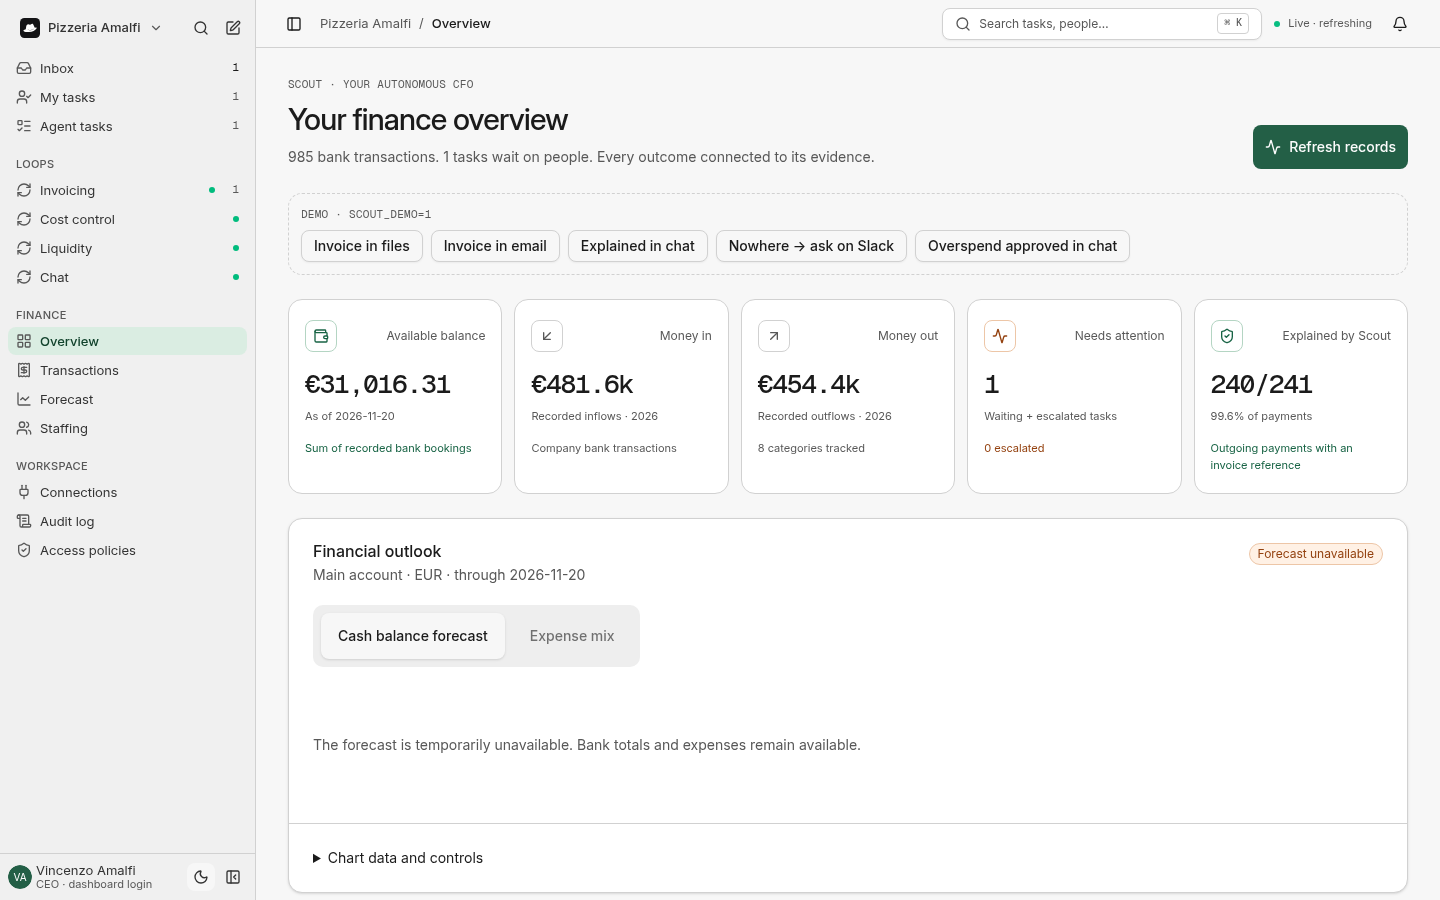 Pizzeria Amalfi
Inbox 1
My tasks 1
Agent tasks 1
LOOPS
Invoicing 1
Cost control
Liquidity
Chat
FINANCE
Overview
Transactions
Forecast
Staffing
WORKSPACE
Connections
Audit log
Access policies
VA
Vincenzo Amalfi
CEO · dashboard login
Pizzeria Amalfi / Overview
Search tasks, people... ⌘ K
Live · refreshing
SCOUT · YOUR AUTONOMOUS CFO
Your finance overview
985 bank transactions. 1 tasks wait on people. Every outcome connected to its evidence.
Refresh records
DEMO · SCOUT_DEMO=1
Invoice in files
Invoice in email
Explained in chat
Nowhere → ask on Slack
Overspend approved in chat
Available balance
€31,016.31
As of 2026-11-20
Sum of recorded bank bookings
Money in
€481.6k
Recorded inflows · 2026
Company bank transactions
Money out
€454.4k
Recorded outflows · 2026
8 categories tracked
Needs attention
1
Waiting + escalated tasks
0 escalated
Explained by Scout
240/241
99.6% of payments
Outgoing payments with an
invoice reference
Financial outlook
Main account · EUR · through 2026-11-20
Forecast unavailable
Cash balance forecast
Expense mix
The forecast is temporarily unavailable. Bank totals and expenses remain available.
Chart data and controls